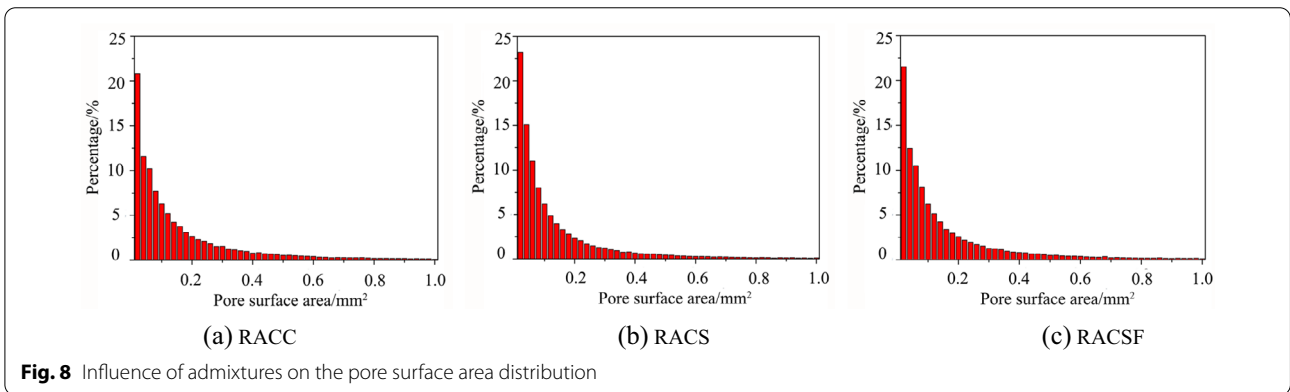 25
20
15
10
5
0
Percentage/%
0.2 0.4 0.6 0.8 1.0
Pore surface area/mm²
(a) RACC
25
20
15
10
5
0
Percentage/%
0.2 0.4 0.6 0.8 1.0
Pore surface area/mm²
(b) RACS
25
20
15
10
5
0
Percentage/%
0.2 0.4 0.6 0.8 1.0
Pore surface area/mm²
(c) RACSF
Fig. 8 Influence of admixtures on the pore surface area distribution